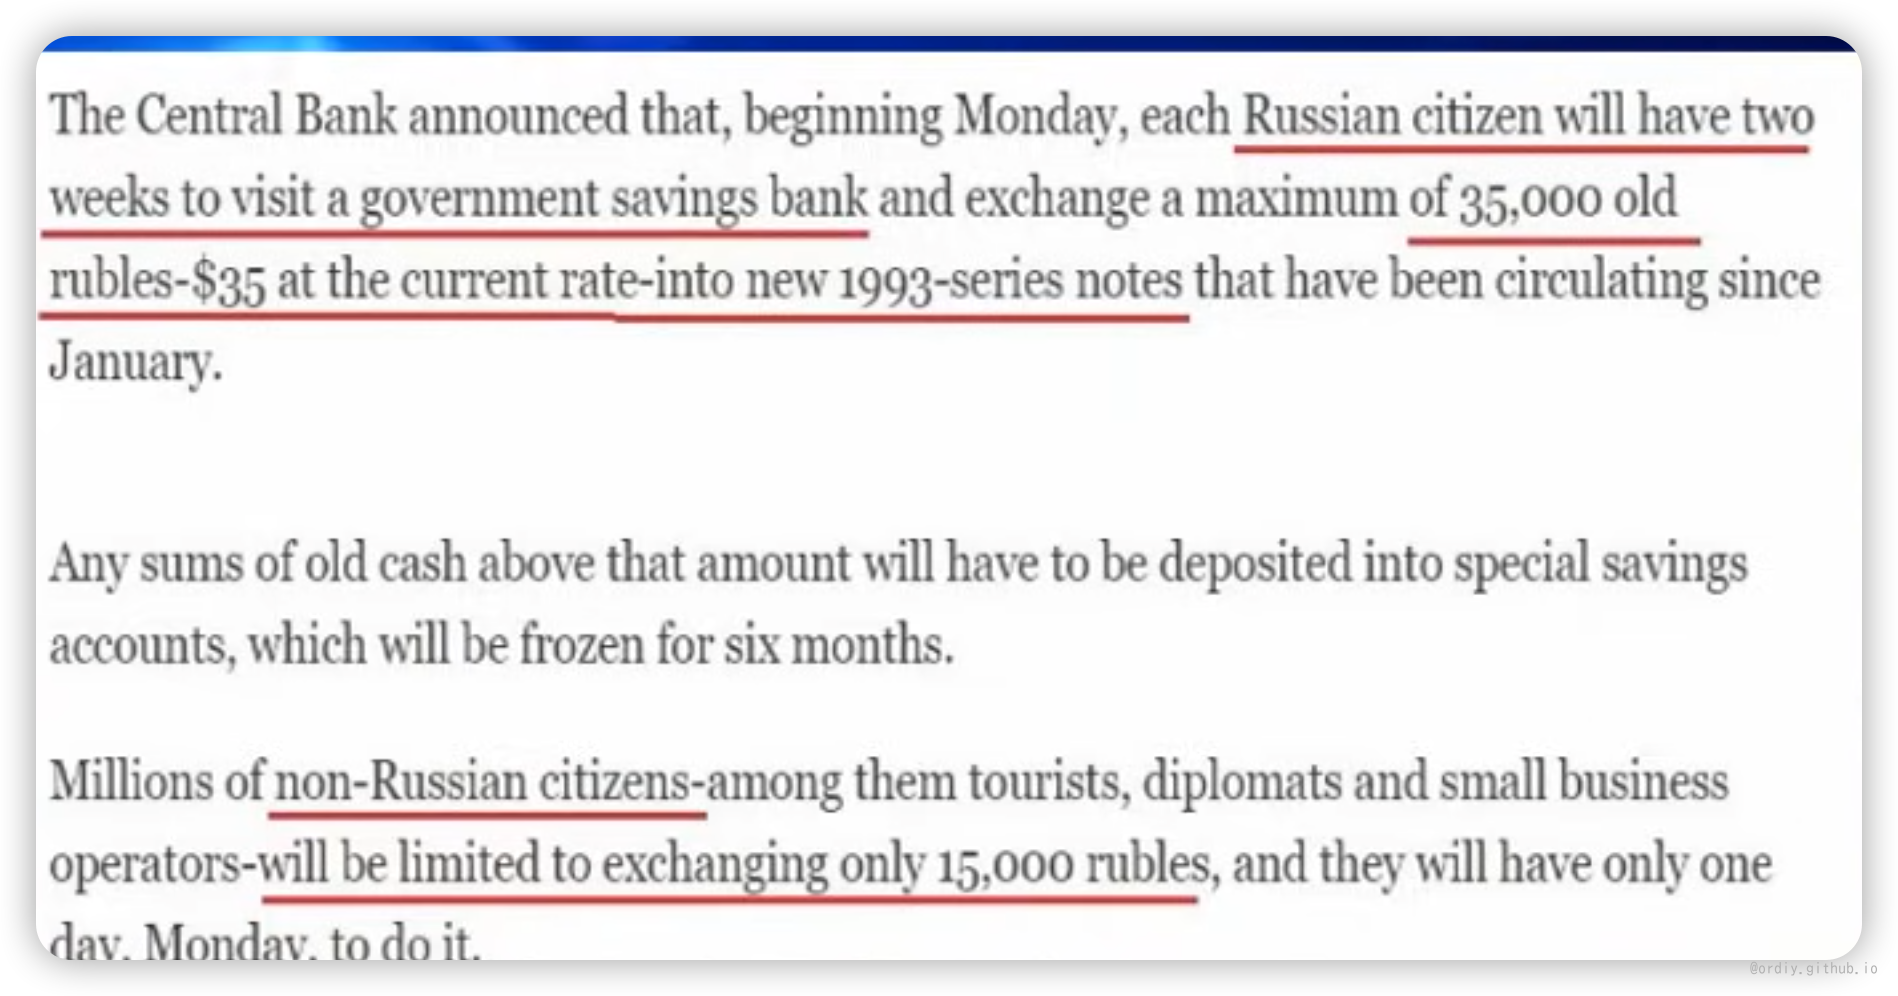 The Central Bank announced that, beginning Monday, each Russian citizen will have two
weeks to visit a government savings bank and exchange a maximum of 35,000 old
rubles-$35 at the current rate-into new 1993-series notes that have been circulating since
January.
Any sums of old cash above that amount will have to be deposited into special savings
accounts, which will be frozen for six months.
Millions of non-Russian citizens-among them tourists, diplomats and small business
operators-will be limited to exchanging only 15,000 rubles, and they will have only one
day, Monday, to do it.
@ordiy.github.io